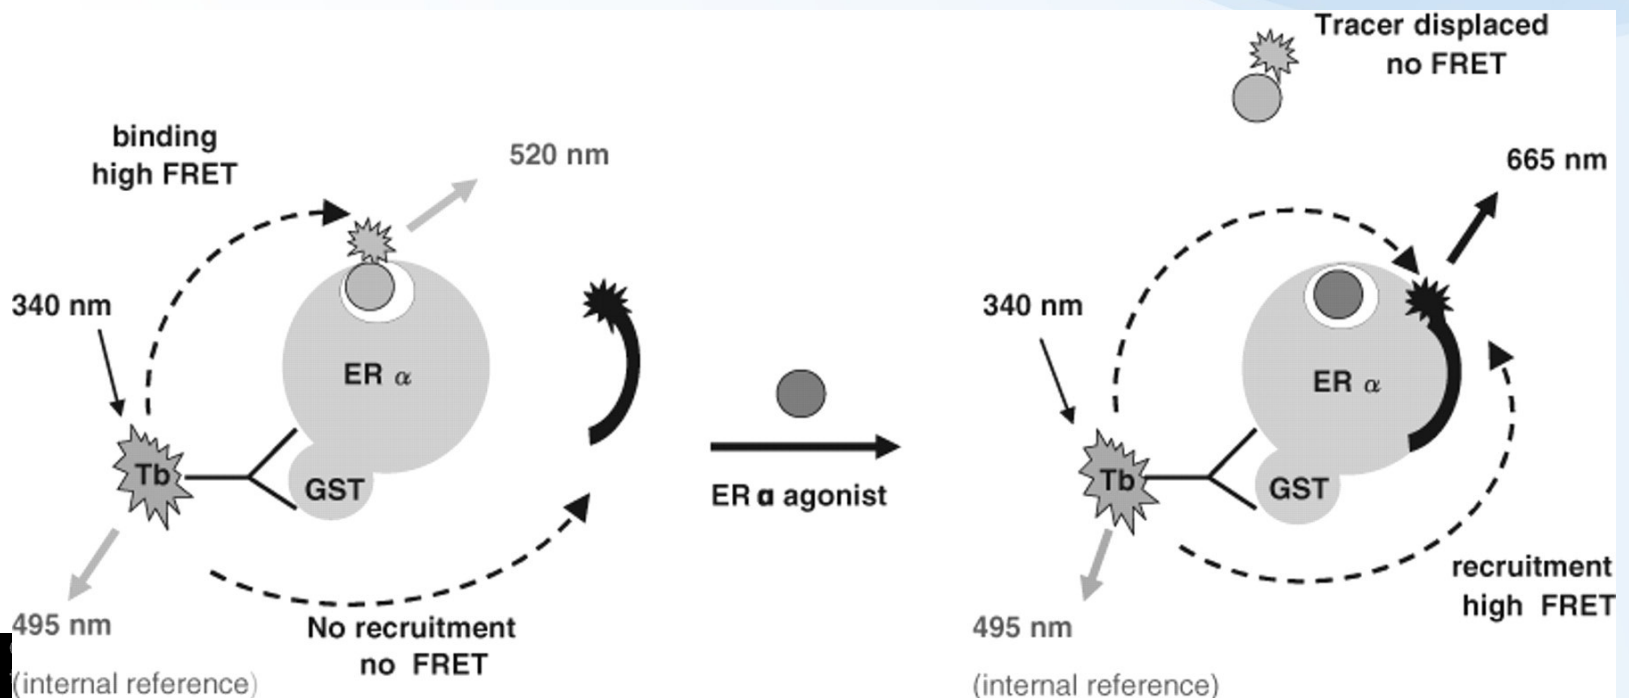 Tracer displaced
no FRET
binding
high FRET
520 nm
665 nm
340 nm
340 nm
ER α
ER α
Tb
GST
ER α agonist
Tb
GST
recruitment
high FRET
495 nm
No recruitment
no FRET
495 nm
(internal reference)
(internal reference)